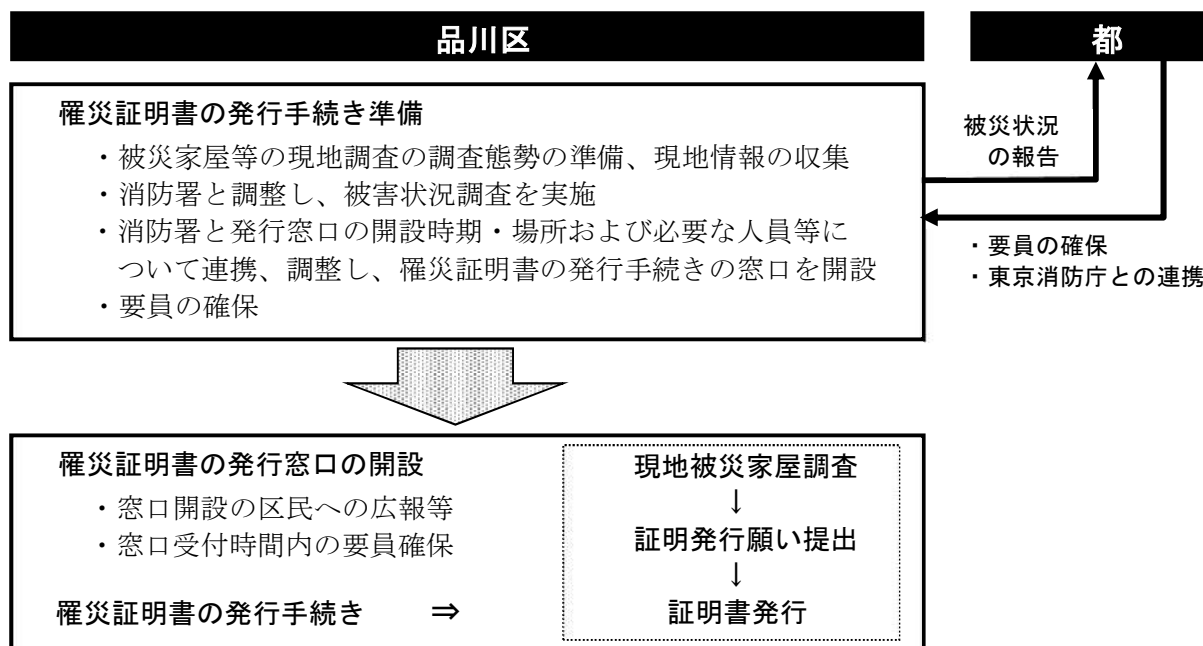 品川区
都
罹災証明書の発行手続き準備
・被災家屋等の現地調査の調査態勢の準備、現地情報の収集
・消防署と調整し、被害状況調査を実施
・消防署と発行窓口の開設時期・場所および必要な人員等に
ついて連携、調整し、罹災証明書の発行手続きの窓口を開設
・要員の確保
被災状況
の報告
・要員の確保
・東京消防庁との連携
罹災証明書の発行窓口の開設
・窓口開設の区民への広報等
・窓口受付時間内の要員確保
罹災証明書の発行手続き ⇒
現地被災家屋調査
↓
証明発行願い提出
↓
証明書発行